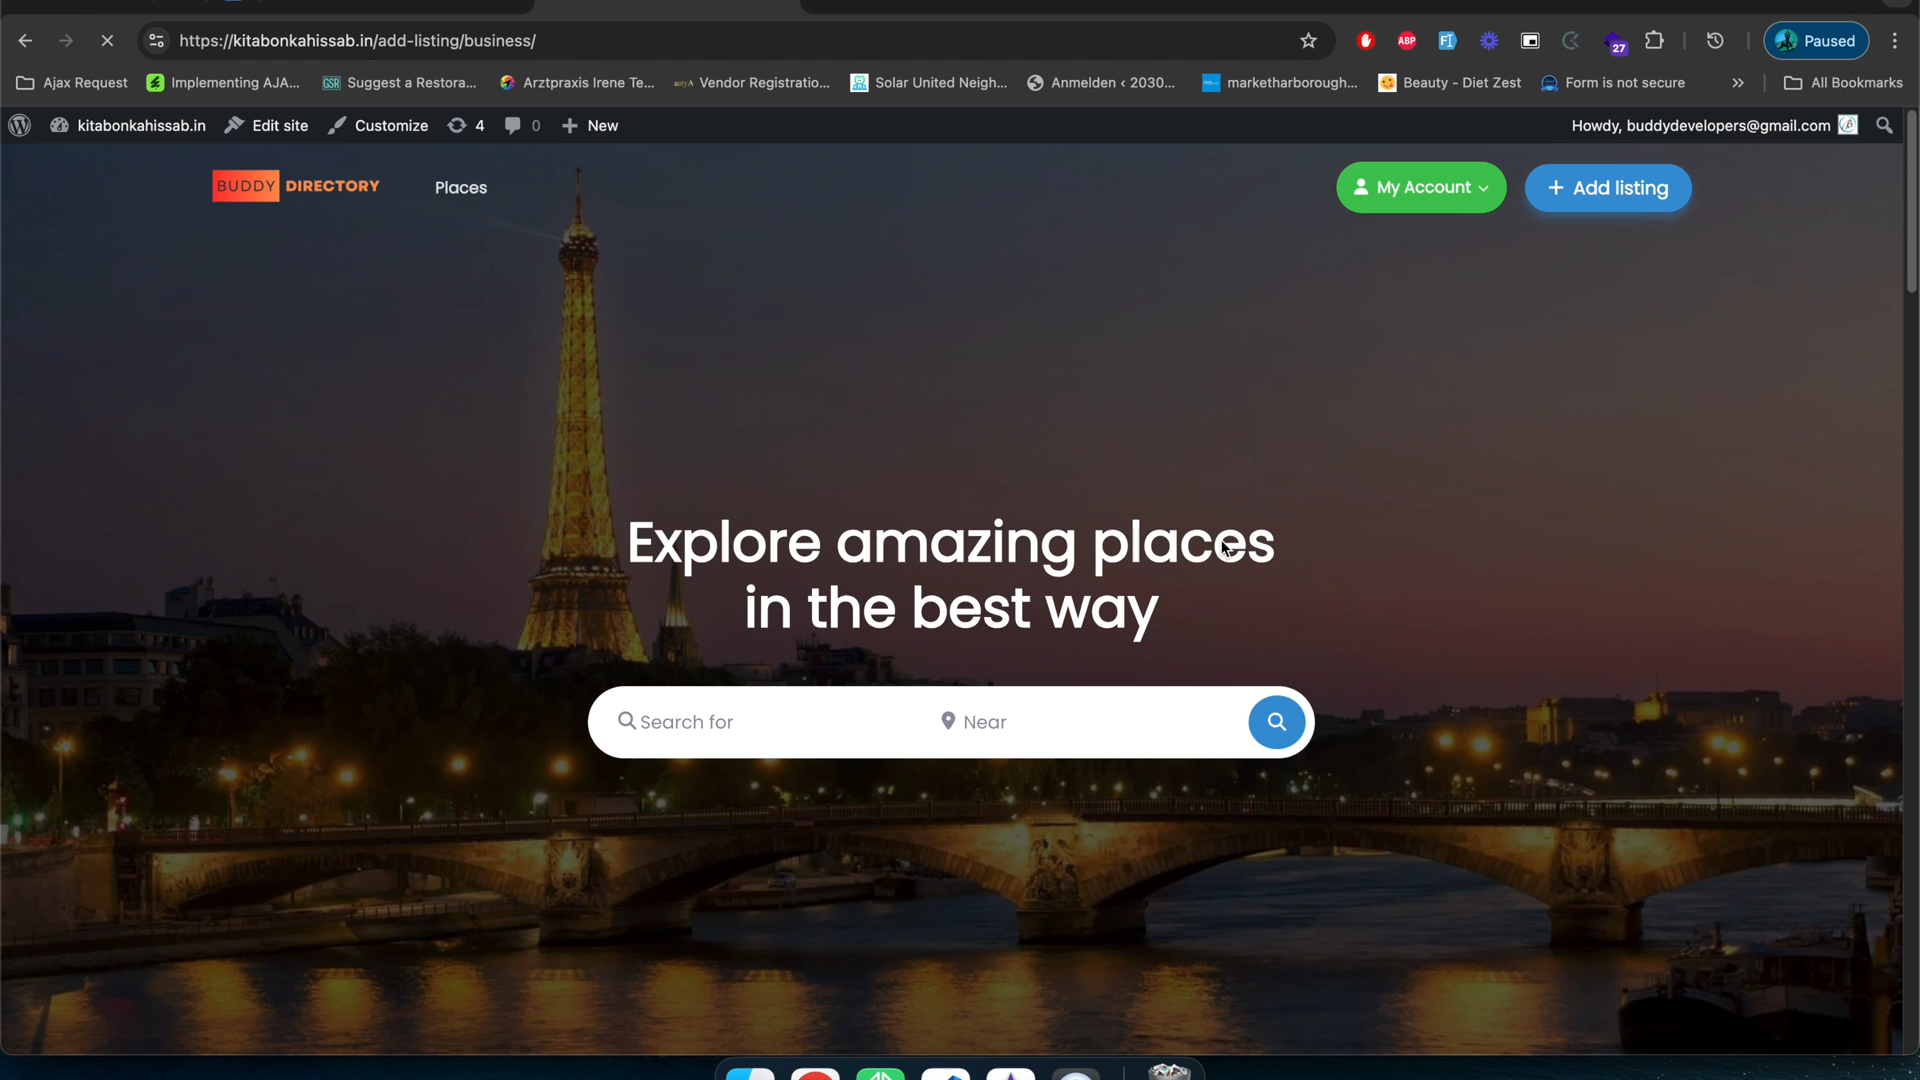 https://kitabonkahissab.in/add-listing/business/
ABP
27
Paused
Ajax Request
Implementing AJA...
GSR
Suggest a Restora...
Arztpraxis Irene Te...
Vendor Registratio...
Solar United Neigh...
Anmelden < 2030...
marketharborough...
Beauty - Diet Zest
Form is not secure
»
All Bookmarks
kitabonkahissab.in
Edit site
Customize
4
0
New
Howdy, buddydevelopers@gmail.com
BUDDY DIRECTORY
Places
My Account
+ Add listing
Explore amazing places
in the best way
Search for
Near